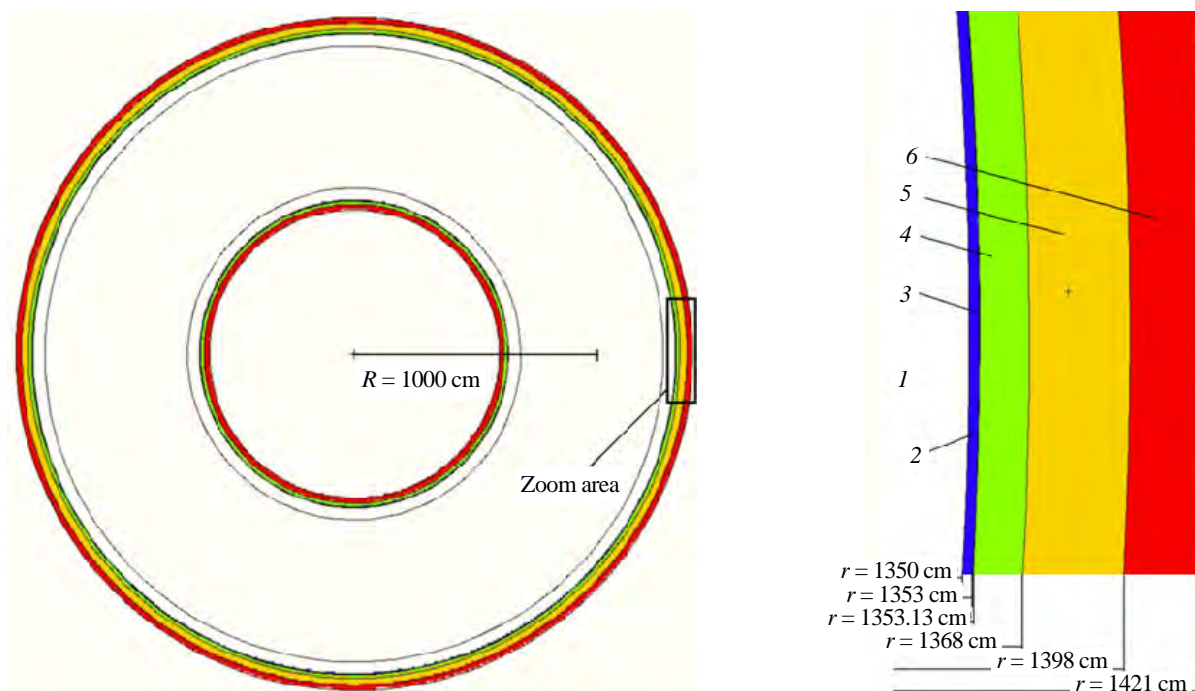 R = 1000 cm
Zoom area
6
5
4
3
1
2
r = 1350 cm
r = 1353 cm
r = 1353.13 cm
r = 1368 cm
r = 1398 cm
r = 1421 cm